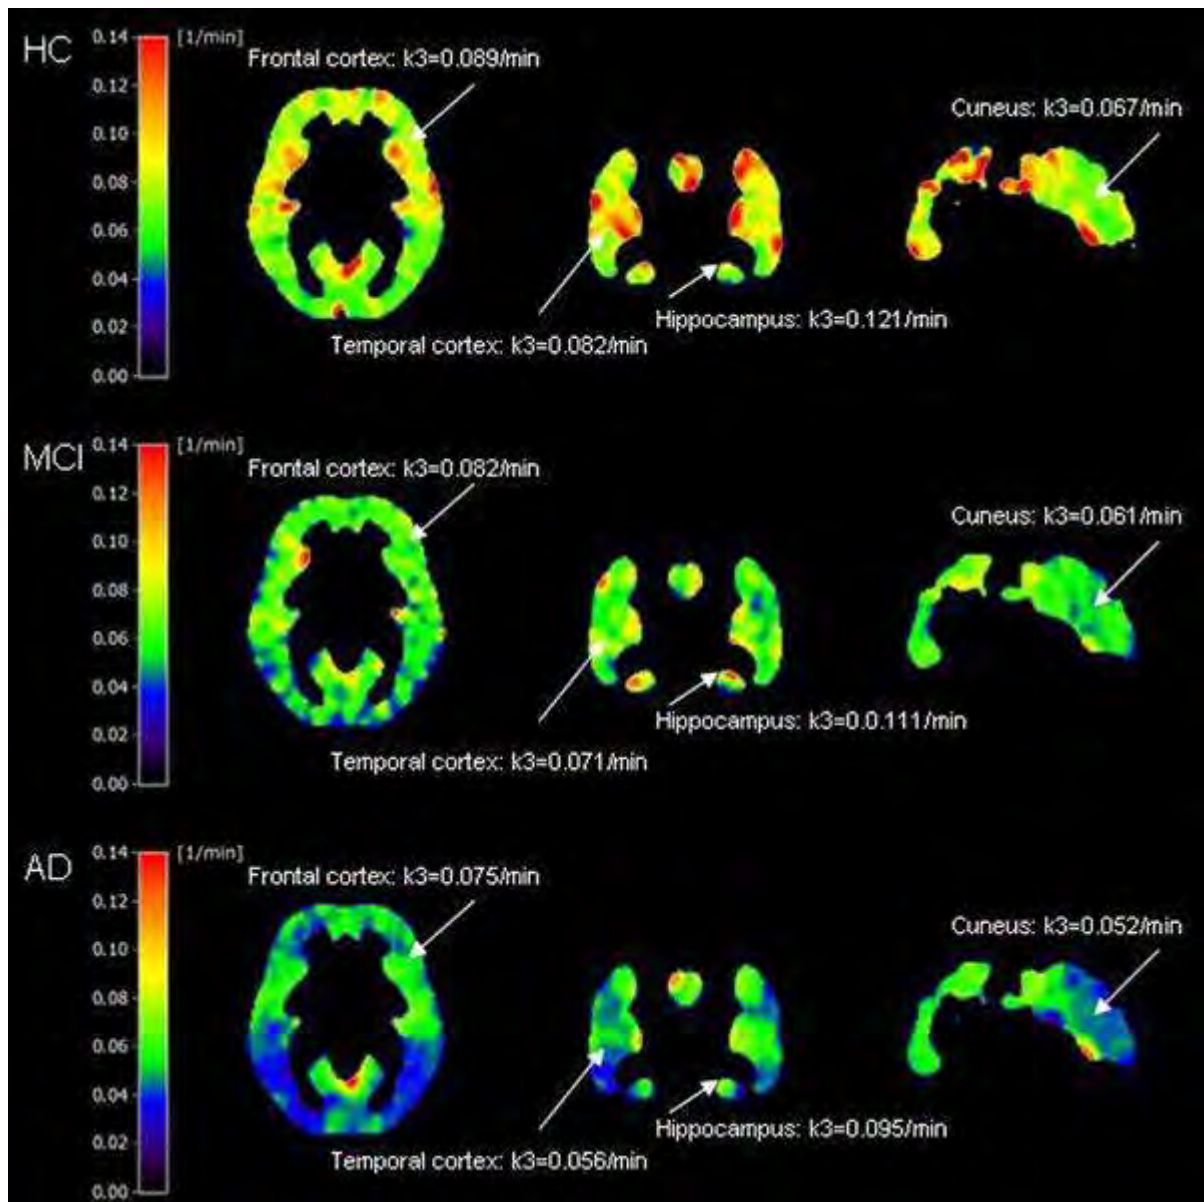 HC
0.14 [1/min]
0.12
0.10
0.08
0.06
0.04
0.02
0.00
Frontal cortex: k3=0.089/min
Cuneus: k3=0.067/min
Hippocampus: k3=0.121/min
Temporal cortex: k3=0.082/min
MCI
0.14 [1/min]
0.12
0.10
0.08
0.06
0.04
0.02
0.00
Frontal cortex: k3=0.082/min
Cuneus: k3=0.061/min
Hippocampus: k3=0.0.111/min
Temporal cortex: k3=0.071/min
AD
0.14 [1/min]
0.12
0.10
0.08
0.06
0.04
0.02
0.00
Frontal cortex: k3=0.075/min
Cuneus: k3=0.052/min
Hippocampus: k3=0.095/min
Temporal cortex: k3=0.056/min